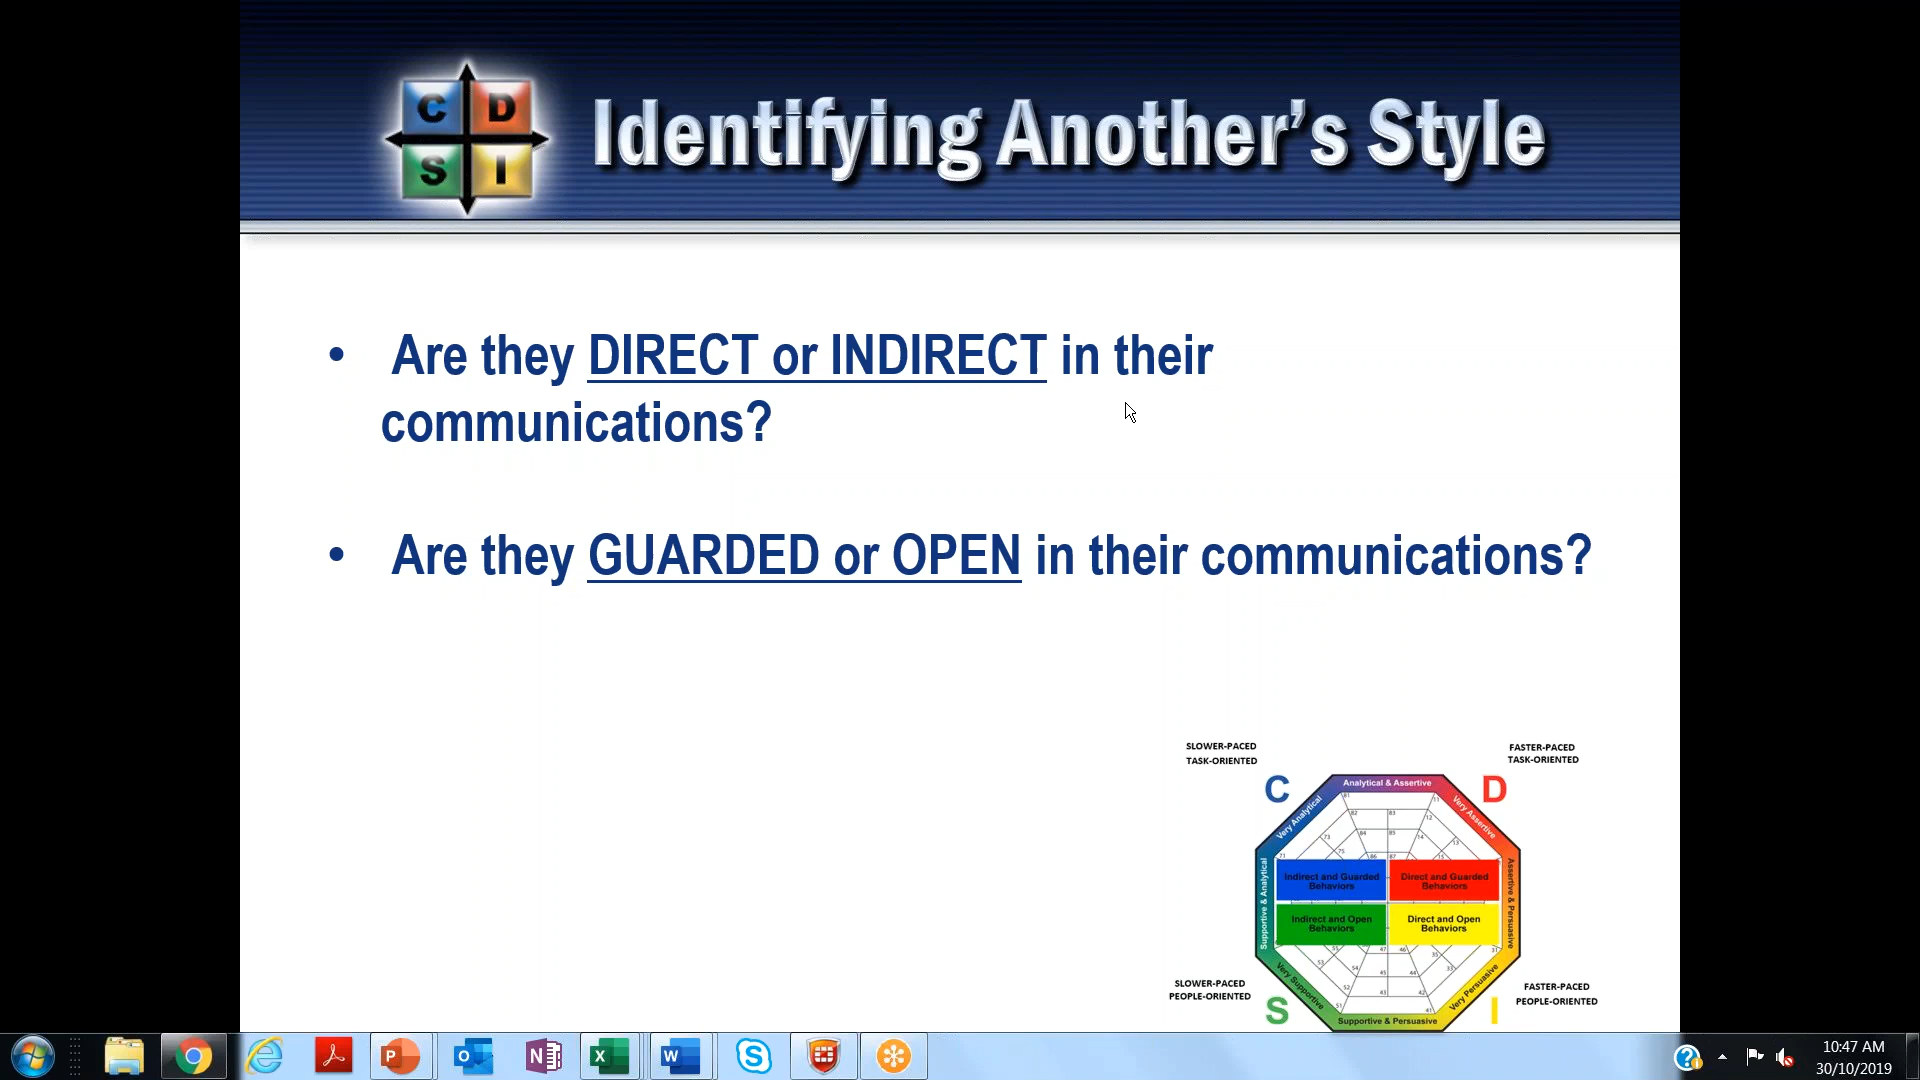 C D
S I
Identifying Another's Style
• Are they DIRECT or INDIRECT in their
communications?
• Are they GUARDED or OPEN in their communications?
SLOWER-PACED
TASK-ORIENTED
FASTER-PACED
TASK-ORIENTED
C
D
Analytical & Assertive
Very Analytical
Very Assertive
Supportive & Analytical
Assertive & Persuasive
Indirect and Guarded
Behaviors
Direct and Guarded
Behaviors
Indirect and Open
Behaviors
Direct and Open
Behaviors
Very Supportive
Very Persuasive
Supportive & Persuasive
SLOWER-PACED
PEOPLE-ORIENTED
FASTER-PACED
PEOPLE-ORIENTED
S
I
10:47 AM
30/10/2019